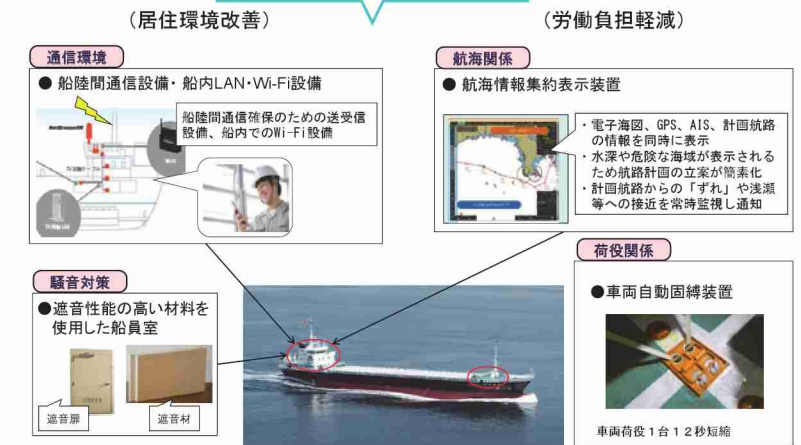 （居住環境改善）
（労働負担軽減）
通信環境
● 船陸間通信設備・船内LAN・Wi-Fi設備
船陸間通信確保のための送受信
設備、船内でのWi-Fi設備
航海関係
● 航海情報集約表示装置
・電子海図、GPS、AIS、計画航路
の情報を同時に表示
・水深や危険な海域が表示される
ため航路計画の立案が簡素化
・計画航路からの「ずれ」や浅瀬
等への接近を常時監視し通知
騒音対策
●遮音性能の高い材料を
使用した船員室
遮音扉
遮音材
荷役関係
●車両自動固縛装置
車両荷役１台１２秒短縮